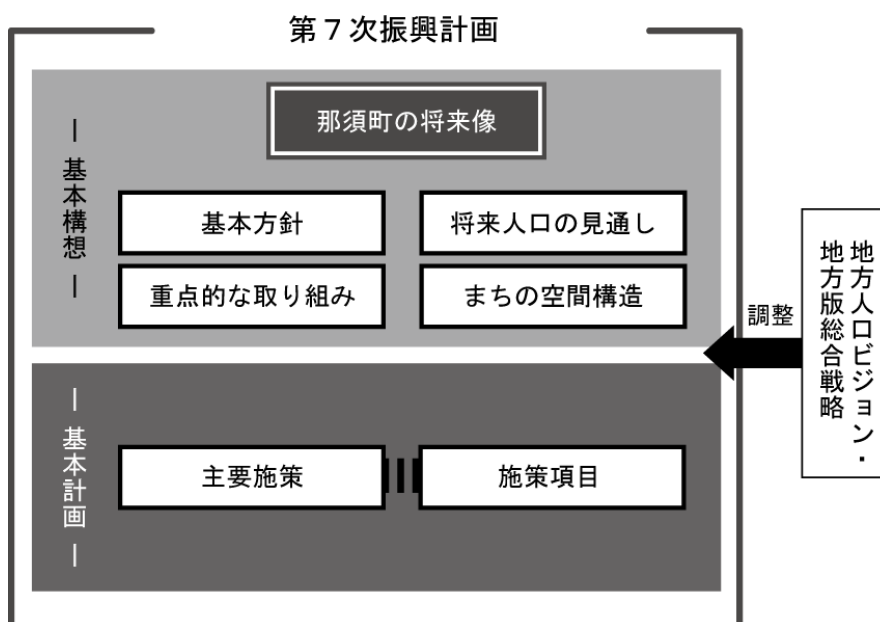 第７次振興計画
― 基本構想 ―
那須町の将来像
基本方針
将来人口の見通し
重点的な取り組み
まちの空間構造
― 基本計画 ―
主要施策
施策項目
調整
地方人口ビジョン・
地方版総合戦略